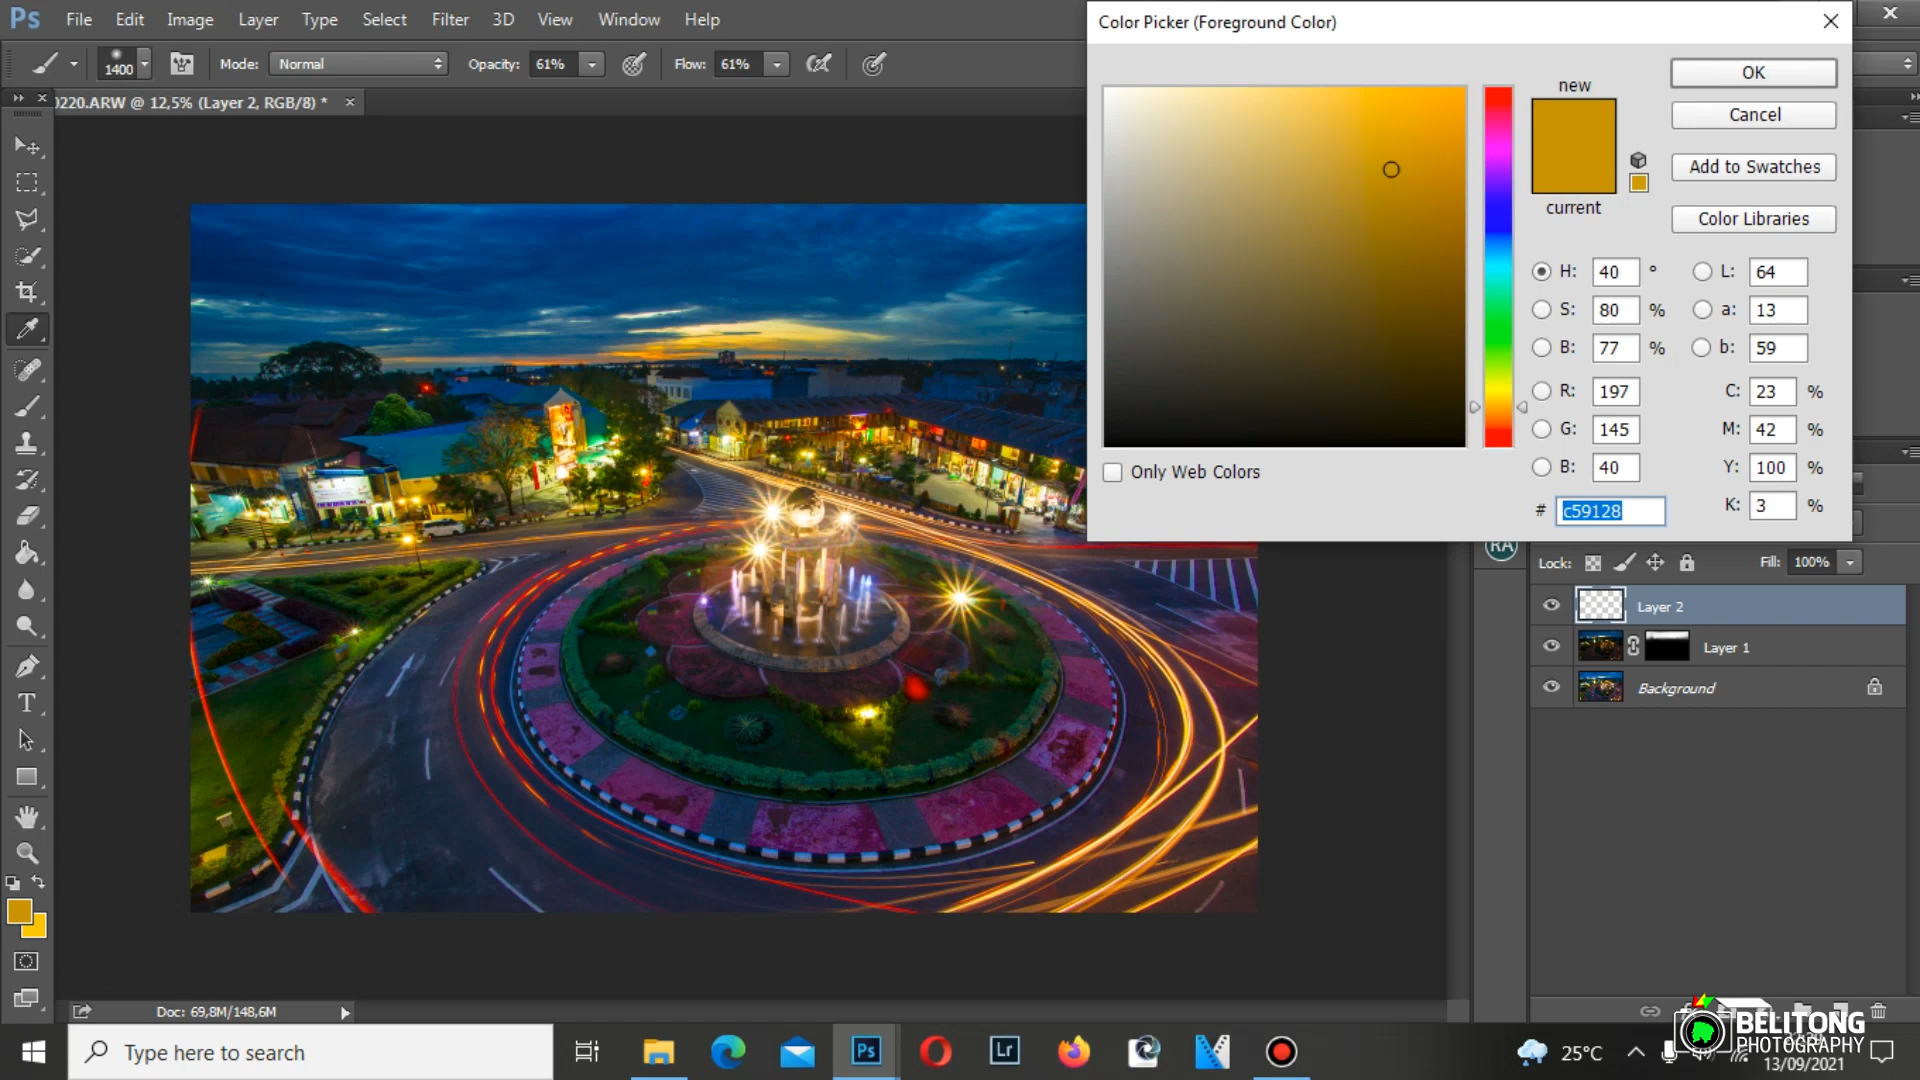 Ps File Edit Image Layer Type Select Filter 3D View Window Help
1400 Mode: Normal Opacity: 61% Flow: 61%
0220.ARW @ 12,5% (Layer 2, RGB/8) *
Color Picker (Foreground Color)
new
current
OK
Cancel
Add to Swatches
Color Libraries
H: 40 °
S: 80 %
B: 77 %
R: 197
G: 145
B: 40
# c59128
L: 64
a: 13
b: 59
C: 23 %
M: 42 %
Y: 100 %
K: 3 %
Only Web Colors
RA
Lock: Fill: 100%
Layer 2
Layer 1
Background
T
Doc: 69,8M/148,6M
Type here to search
Ps
Lr
25°C
13/09/2021
BELITONG
PHOTOGRAPHY